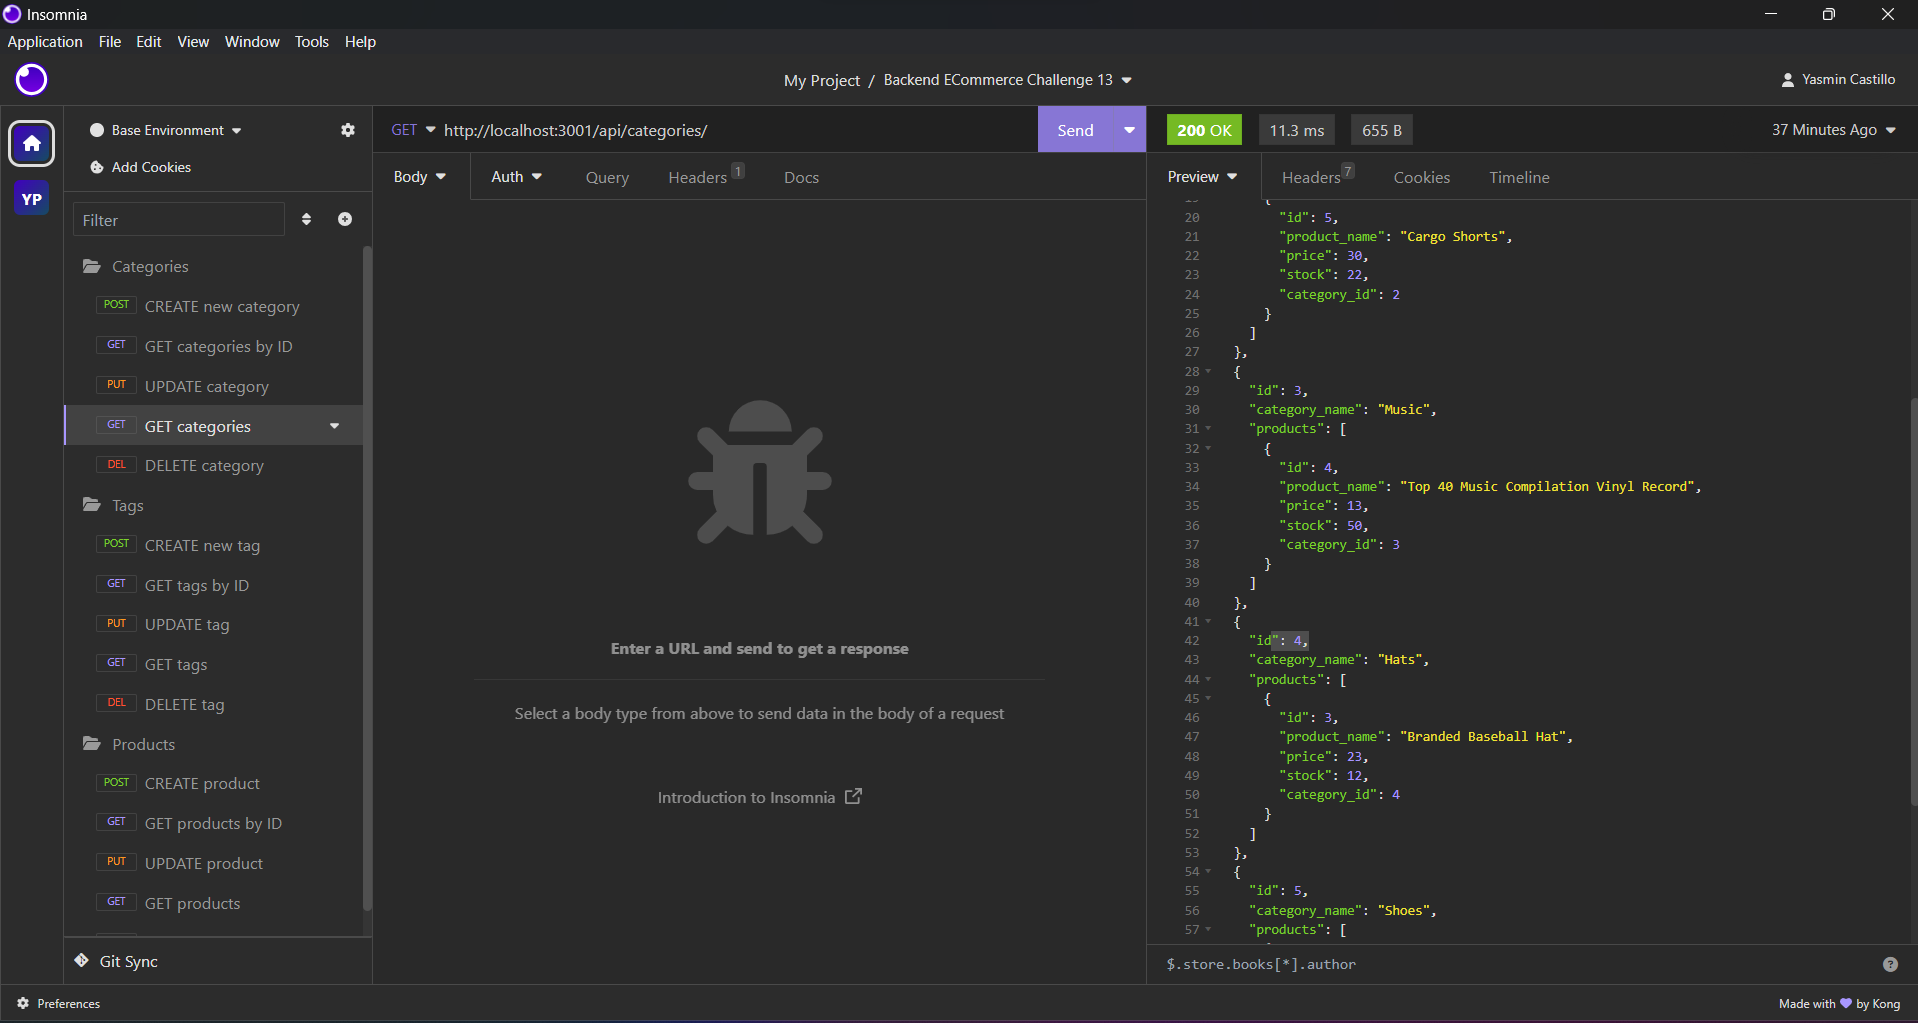 Insomnia
Application File Edit View Window Tools Help
My Project / Backend ECommerce Challenge 13
Yasmin Castillo
YP
Base Environment
Add Cookies
Filter
Categories
POST CREATE new category
GET GET categories by ID
PUT UPDATE category
GET GET categories
DEL DELETE category
Tags
POST CREATE new tag
GET GET tags by ID
PUT UPDATE tag
GET GET tags
DEL DELETE tag
Products
POST CREATE product
GET GET products by ID
PUT UPDATE product
GET GET products
Git Sync
GET http://localhost:3001/api/categories/ Send
Body Auth Query Headers 1 Docs
Enter a URL and send to get a response
Select a body type from above to send data in the body of a request
Introduction to Insomnia
200 OK 11.3 ms 655 B 37 Minutes Ago
Preview Headers 7 Cookies Timeline
19 {
20 "id": 5,
21 "product_name": "Cargo Shorts",
22 "price": 30,
23 "stock": 22,
24 "category_id": 2
25 }
26 ]
27 },
28 {
29 "id": 3,
30 "category_name": "Music",
31 "products": [
32 {
33 "id": 4,
34 "product_name": "Top 40 Music Compilation Vinyl Record",
35 "price": 13,
36 "stock": 50,
37 "category_id": 3
38 }
39 ]
40 },
41 {
42 "id": 4,
43 "category_name": "Hats",
44 "products": [
45 {
46 "id": 3,
47 "product_name": "Branded Baseball Hat",
48 "price": 23,
49 "stock": 12,
50 "category_id": 4
51 }
52 ]
53 },
54 {
55 "id": 5,
56 "category_name": "Shoes",
57 "products": [
$.store.books[*].author
?
Preferences
Made with 💜 by Kong